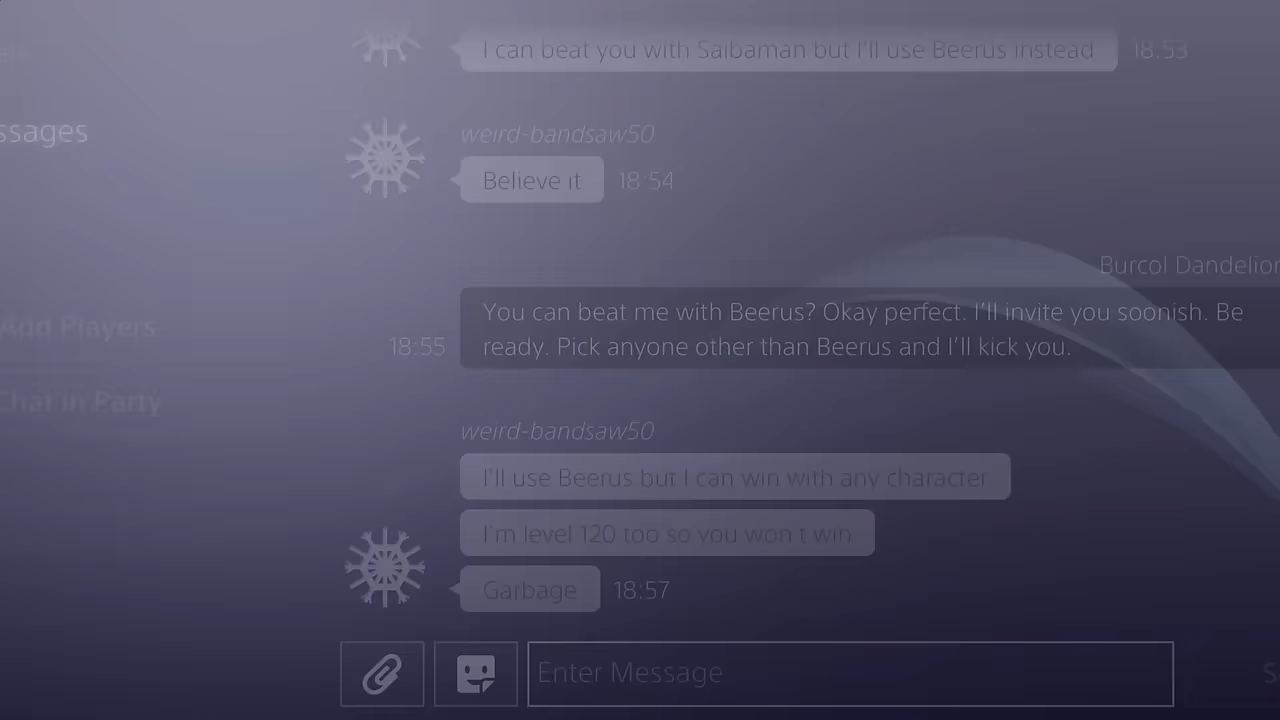 I can beat you with Saibaman but I'll use Beerus instead 18:53
ssages
weird-bandsaw50
Believe it 18:54
Burcol Dandelion
You can beat me with Beerus? Okay perfect. I'll invite you soonish. Be
18:55 ready. Pick anyone other than Beerus and I'll kick you.
Add Players
Chat in Party
weird-bandsaw50
I'll use Beerus but I can win with any character
I'm level 120 too so you won t win
Garbage 18:57
Enter Message
S